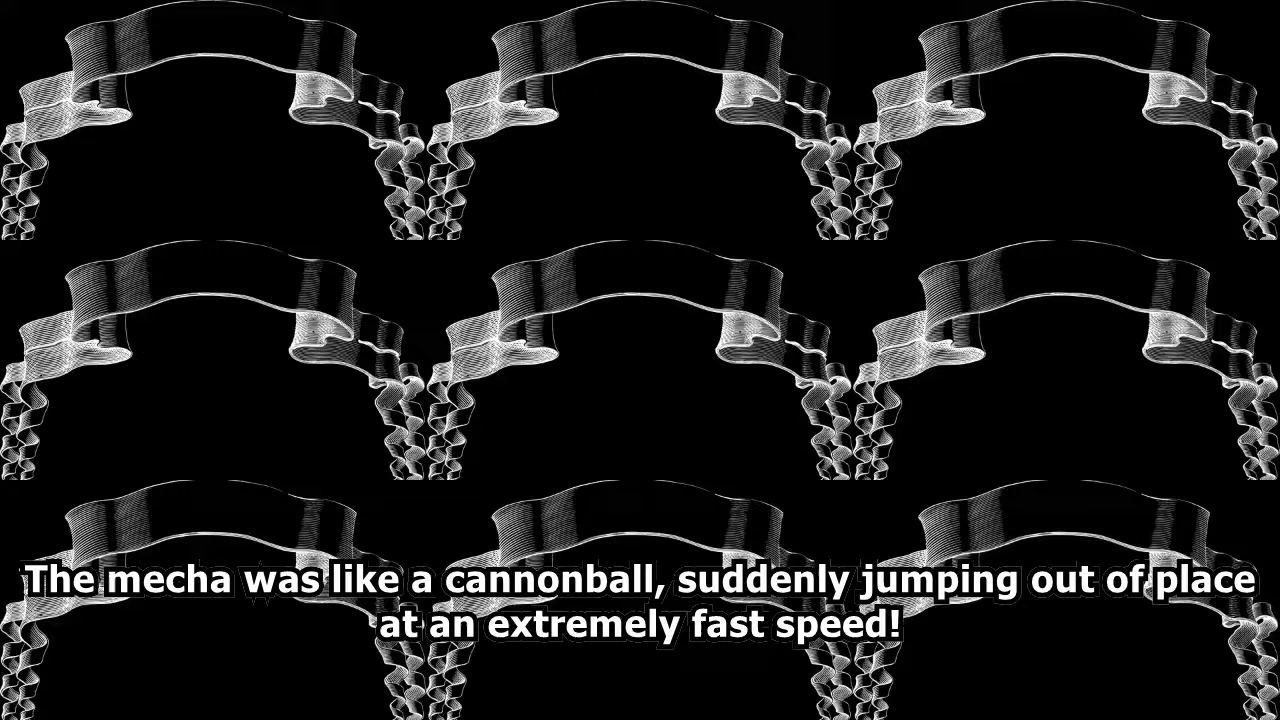 The mecha was like a cannonball, suddenly jumping out of place
at an extremely fast speed!